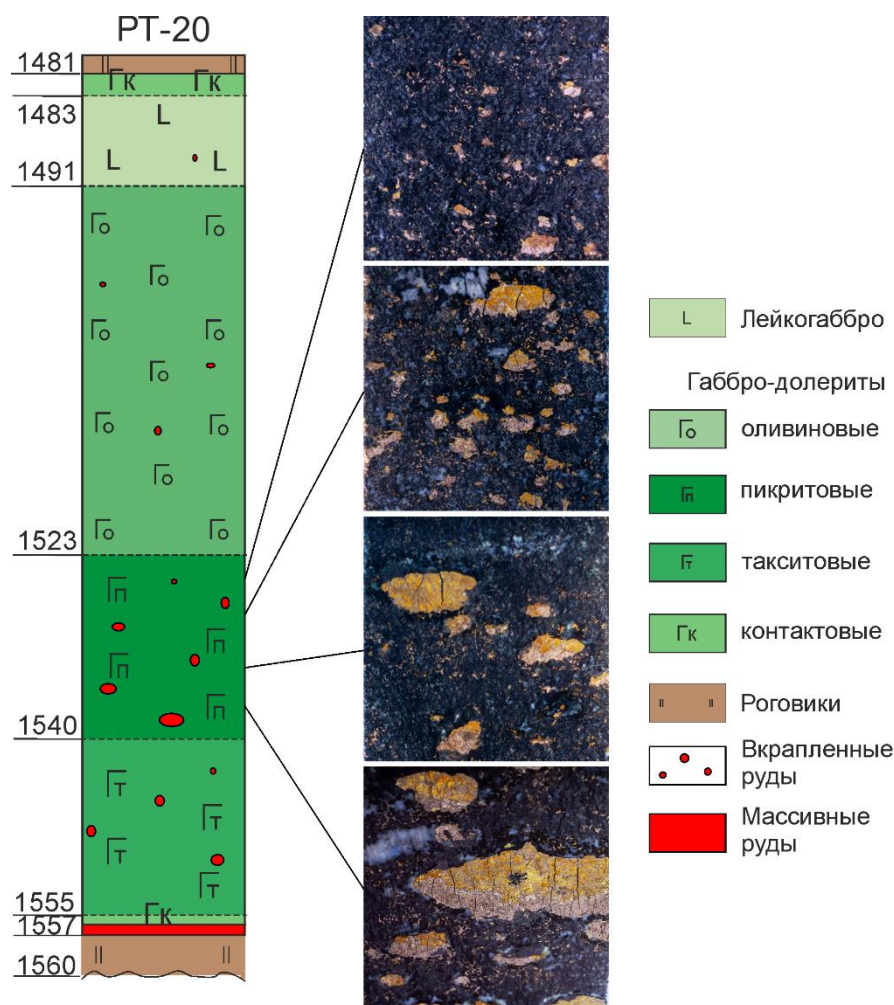 РТ-20
1481
Гк Гк
1483
L
L L
1491
Го Го
Го
Го Го
Го
Го Го
Го
Го Го
1523
Гп
Гп
Гп
Гп
1540
Гт
Гт
Гт
Гт
1555
Гк
1557
1560
L Лейкогаббро
Габбро-долериты
Го оливиновые
Гп пикритовые
Гт такситовые
Гк контактовые
Роговики
Вкрапленные
руды
Массивные
руды